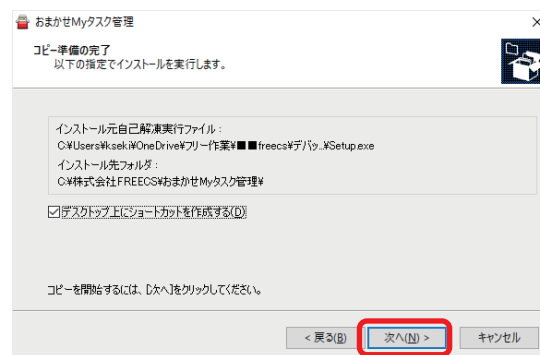 おまかせMyタスク管理
コピー準備の完了
以下の指定でインストールを実行します。
インストール元自己解凍実行ファイル：
C:¥Users¥kseki¥OneDrive¥フリー作業¥■■freecs¥デバッ..¥Setup.exe
インストール先フォルダ：
C:¥株式会社FREECS¥おまかせMyタスク管理¥
デスクトップ上にショートカットを作成する(D)
コピーを開始するには、[次へ]をクリックしてください。
< 戻る(B) 次へ(N) > キャンセル